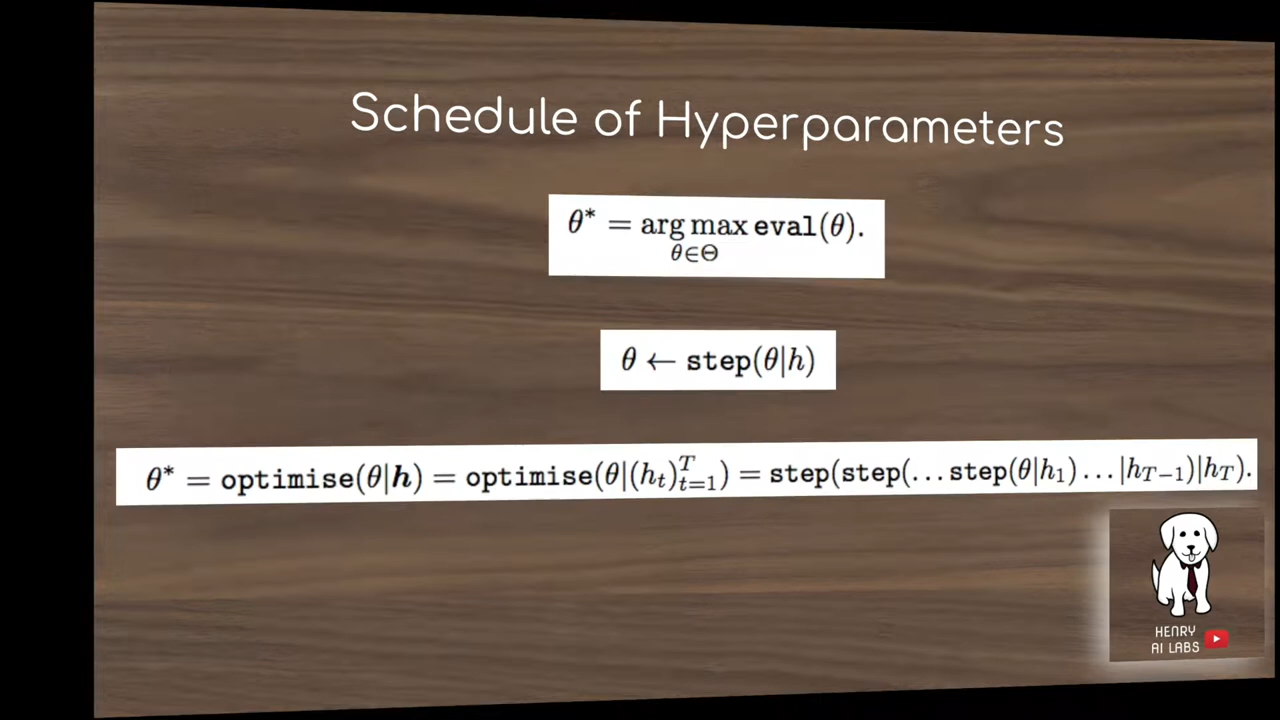 Schedule of Hyperparameters
θ* = arg max eval(θ).
θ∈Θ
θ ← step(θ|h)
θ* = optimise(θ|𝒉) = optimise(θ|(h_t)_{t=1}^T) = step(step(…step(θ|h_1)…|h_{T−1})|h_T).
HENRY
AI LABS